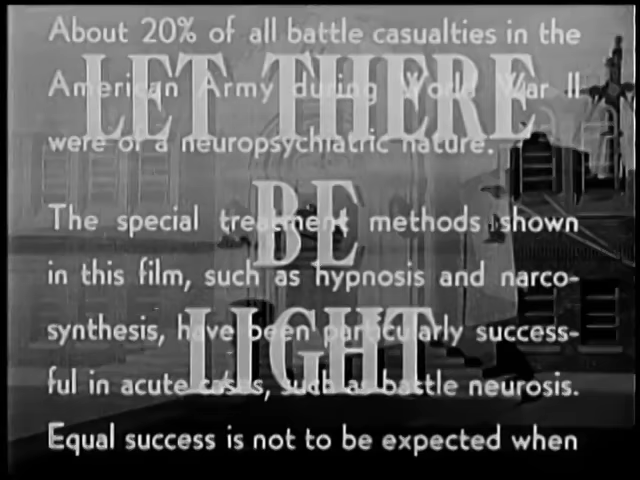 About 20% of all battle casualties in the
American Army during World War II
were of a neuropsychiatric nature.
The special treatment methods shown
in this film, such as hypnosis and narco-
synthesis, have been particularly success-
ful in acute cases, such as battle neurosis.
Equal success is not to be expected when
LET THERE
BE
LIGHT